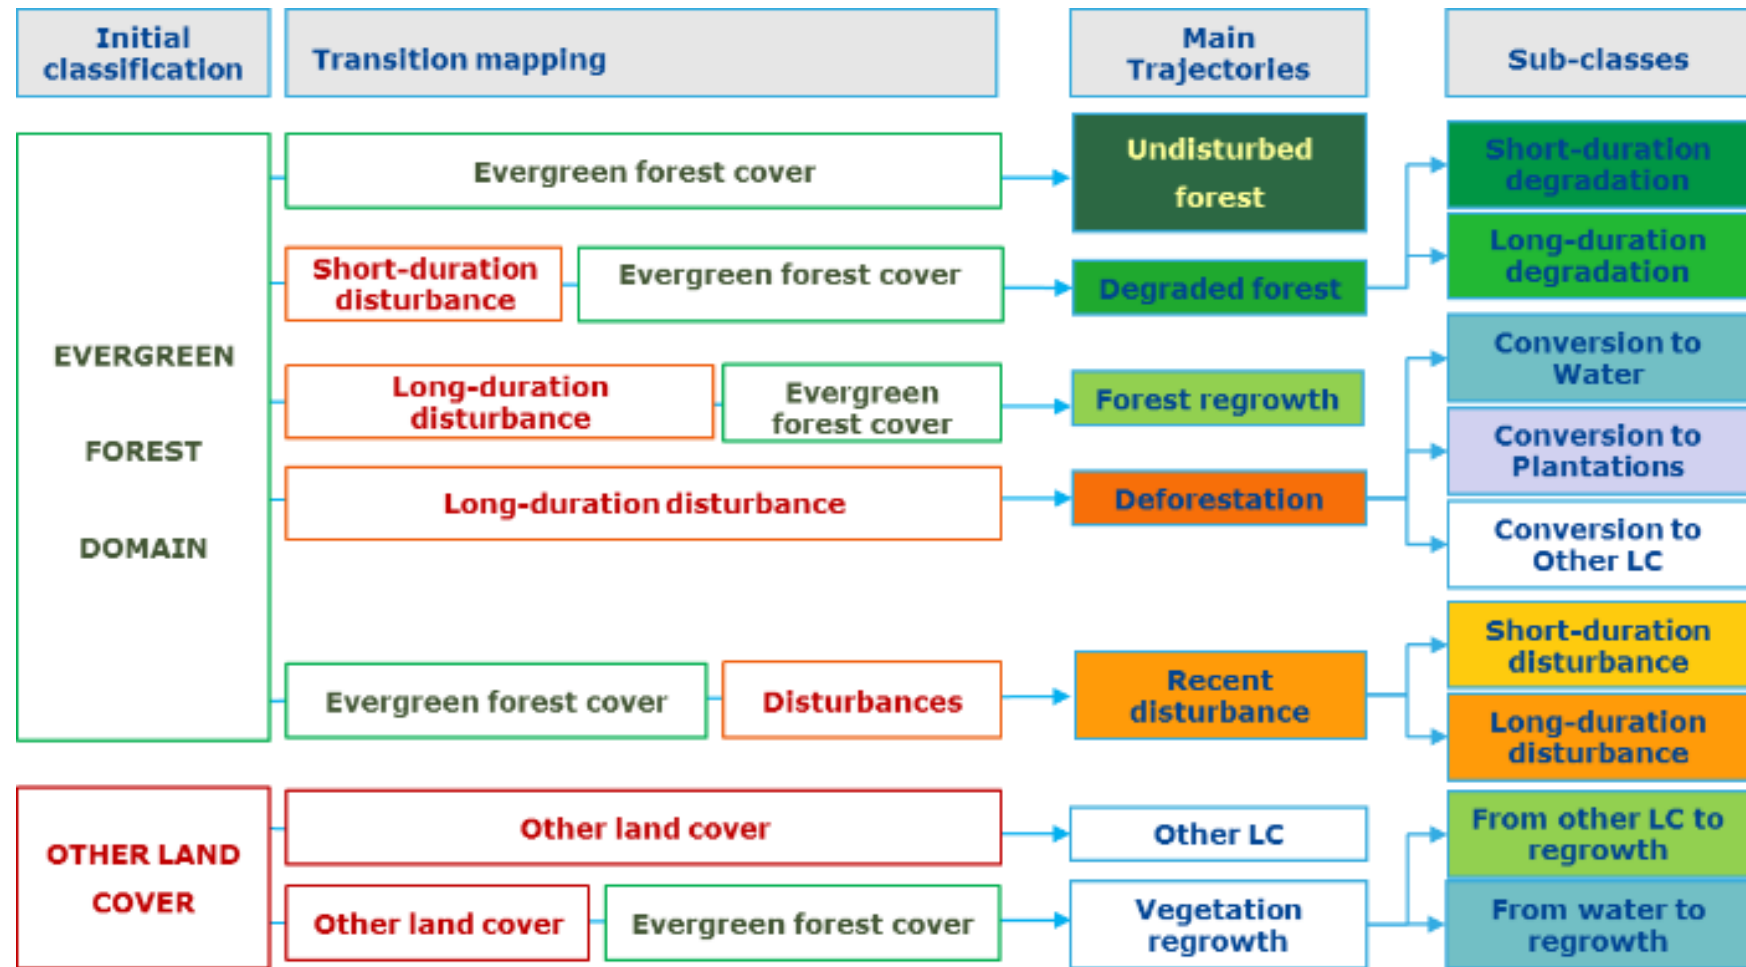 Initial
classification
Transition mapping
Main
Trajectories
Sub-classes
EVERGREEN
FOREST
DOMAIN
Evergreen forest cover
Undisturbed
forest
Short-duration
degradation
Long-duration
degradation
Short-duration
disturbance
Evergreen forest cover
Degraded forest
Conversion to
Water
Long-duration
disturbance
Evergreen
forest cover
Forest regrowth
Conversion to
Plantations
Long-duration disturbance
Deforestation
Conversion to
Other LC
Evergreen forest cover
Disturbances
Recent
disturbance
Short-duration
disturbance
Long-duration
disturbance
OTHER LAND
COVER
Other land cover
Other LC
From other LC to
regrowth
Other land cover
Evergreen forest cover
Vegetation
regrowth
From water to
regrowth